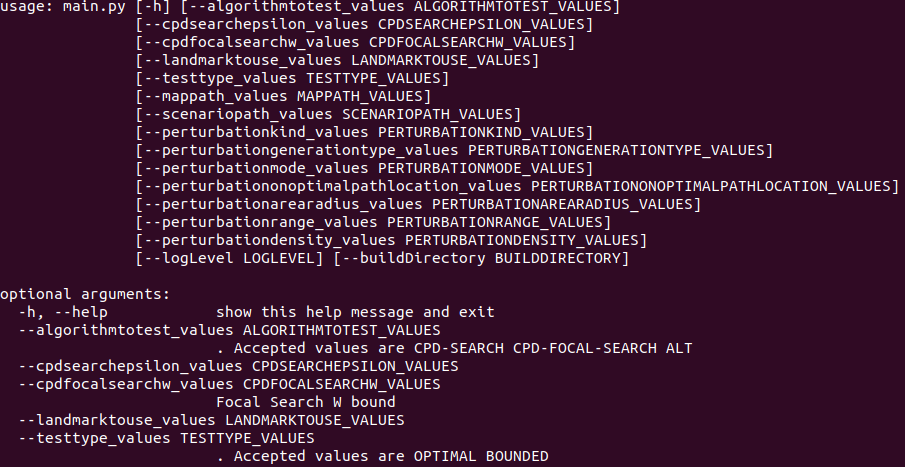 usage: main.py [-h] [--algorithmtotest_values ALGORITHMTOTEST_VALUES]
[--cpdsearchepsilon_values CPDSEARCHEPSILON_VALUES]
[--cpdfocalsearchw_values CPDFOCALSEARCHW_VALUES]
[--landmarktouse_values LANDMARKTOUSE_VALUES]
[--testtype_values TESTTYPE_VALUES]
[--mappath_values MAPPATH_VALUES]
[--scenariopath_values SCENARIOPATH_VALUES]
[--perturbationkind_values PERTURBATIONKIND_VALUES]
[--perturbationgenerationtype_values PERTURBATIONGENERATIONTYPE_VALUES]
[--perturbationmode_values PERTURBATIONMODE_VALUES]
[--perturbationonoptimalpathlocation_values PERTURBATIONONOPTIMALPATHLOCATION_VALUES]
[--perturbationarearadius_values PERTURBATIONAREARADIUS_VALUES]
[--perturbationrange_values PERTURBATIONRANGE_VALUES]
[--perturbationdensity_values PERTURBATIONDENSITY_VALUES]
[--logLevel LOGLEVEL] [--buildDirectory BUILDDIRECTORY]
optional arguments:
-h, --help show this help message and exit
--algorithmtotest_values ALGORITHMTOTEST_VALUES
. Accepted values are CPD-SEARCH CPD-FOCAL-SEARCH ALT
--cpdsearchepsilon_values CPDSEARCHEPSILON_VALUES
--cpdfocalsearchw_values CPDFOCALSEARCHW_VALUES
Focal Search W bound
--landmarktouse_values LANDMARKTOUSE_VALUES
--testtype_values TESTTYPE_VALUES
. Accepted values are OPTIMAL BOUNDED